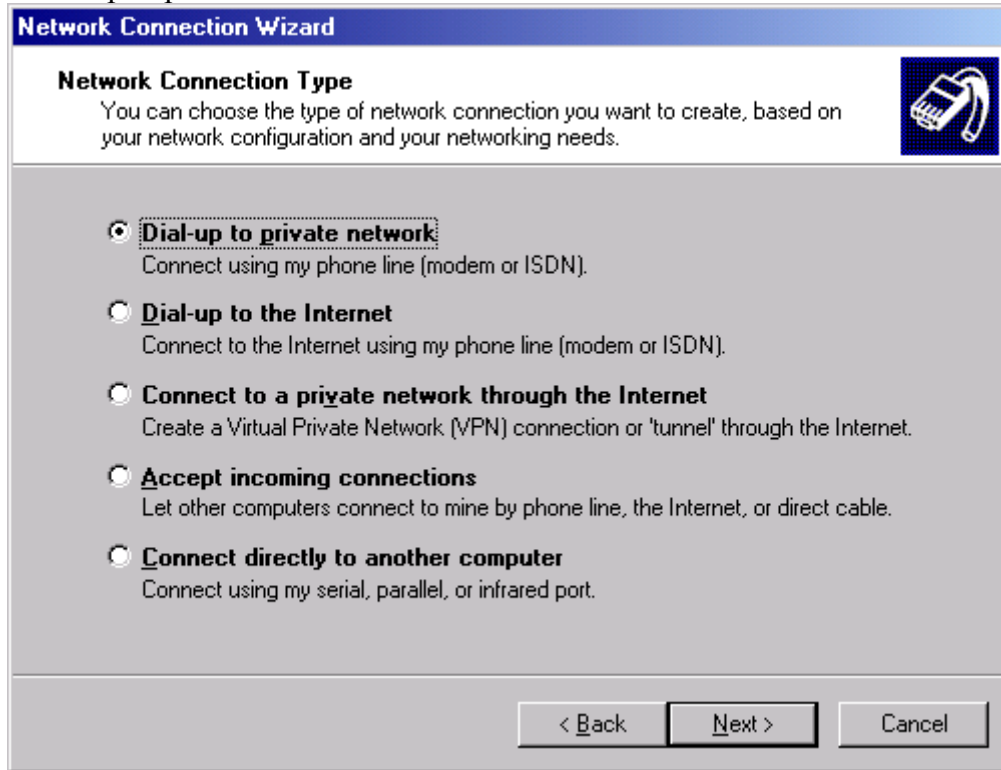 Network Connection Wizard
Network Connection Type
You can choose the type of network connection you want to create, based on
your network configuration and your networking needs.
Dial-up to private network
Connect using my phone line (modem or ISDN).
Dial-up to the Internet
Connect to the Internet using my phone line (modem or ISDN).
Connect to a private network through the Internet
Create a Virtual Private Network (VPN) connection or 'tunnel' through the Internet.
Accept incoming connections
Let other computers connect to mine by phone line, the Internet, or direct cable.
Connect directly to another computer
Connect using my serial, parallel, or infrared port.
< Back Next > Cancel